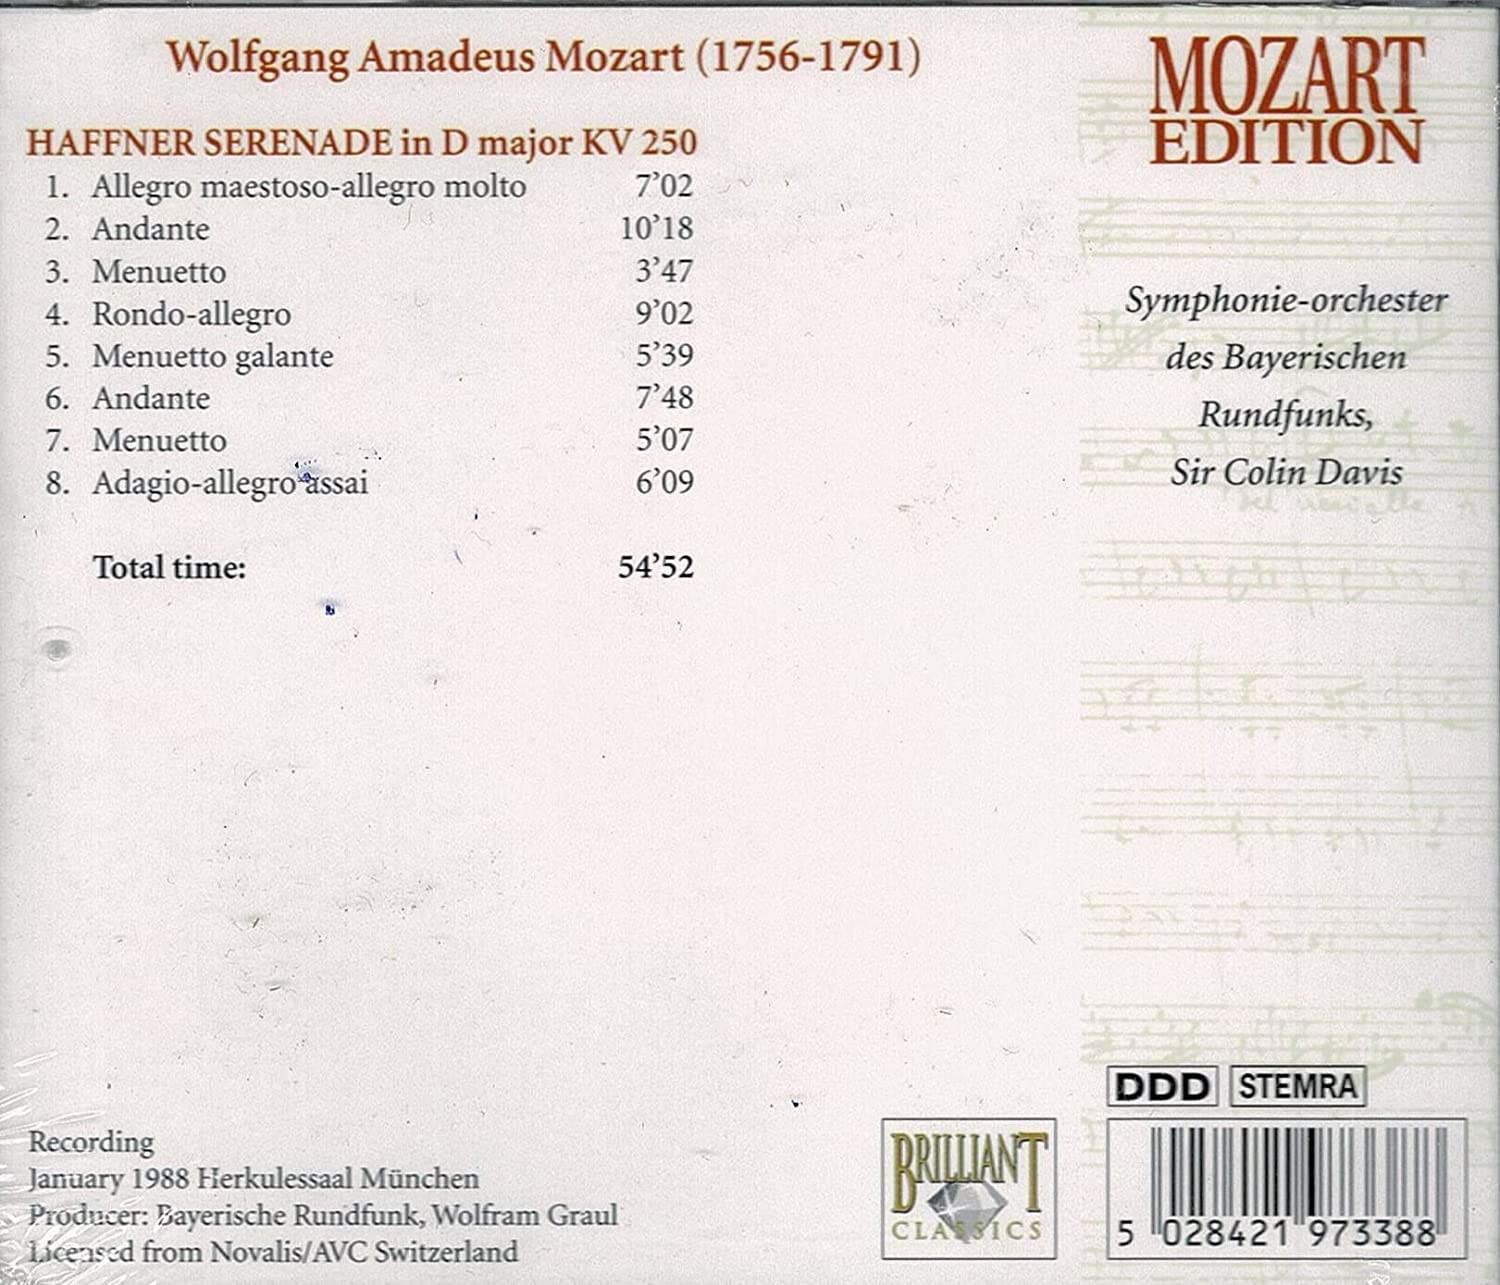 Wolfgang Amadeus Mozart (1756-1791)
HAFFNER SERENADE in D major KV 250
1. Allegro maestoso-allegro molto 7’02
2. Andante 10’18
3. Menuetto 3’47
4. Rondo-allegro 9’02
5. Menuetto galante 5’39
6. Andante 7’48
7. Menuetto 5’07
8. Adagio-allegro assai 6’09
Total time: 54’52
Recording
January 1988 Herkulessaal München
Producer: Bayerische Rundfunk, Wolfram Graul
Licensed from Novalis/AVC Switzerland
MOZART
EDITION
Symphonie-orchester
des Bayerischen
Rundfunks,
Sir Colin Davis
DDD STEMRA
BRILLIANT
CLASSICS
5 028421 973388